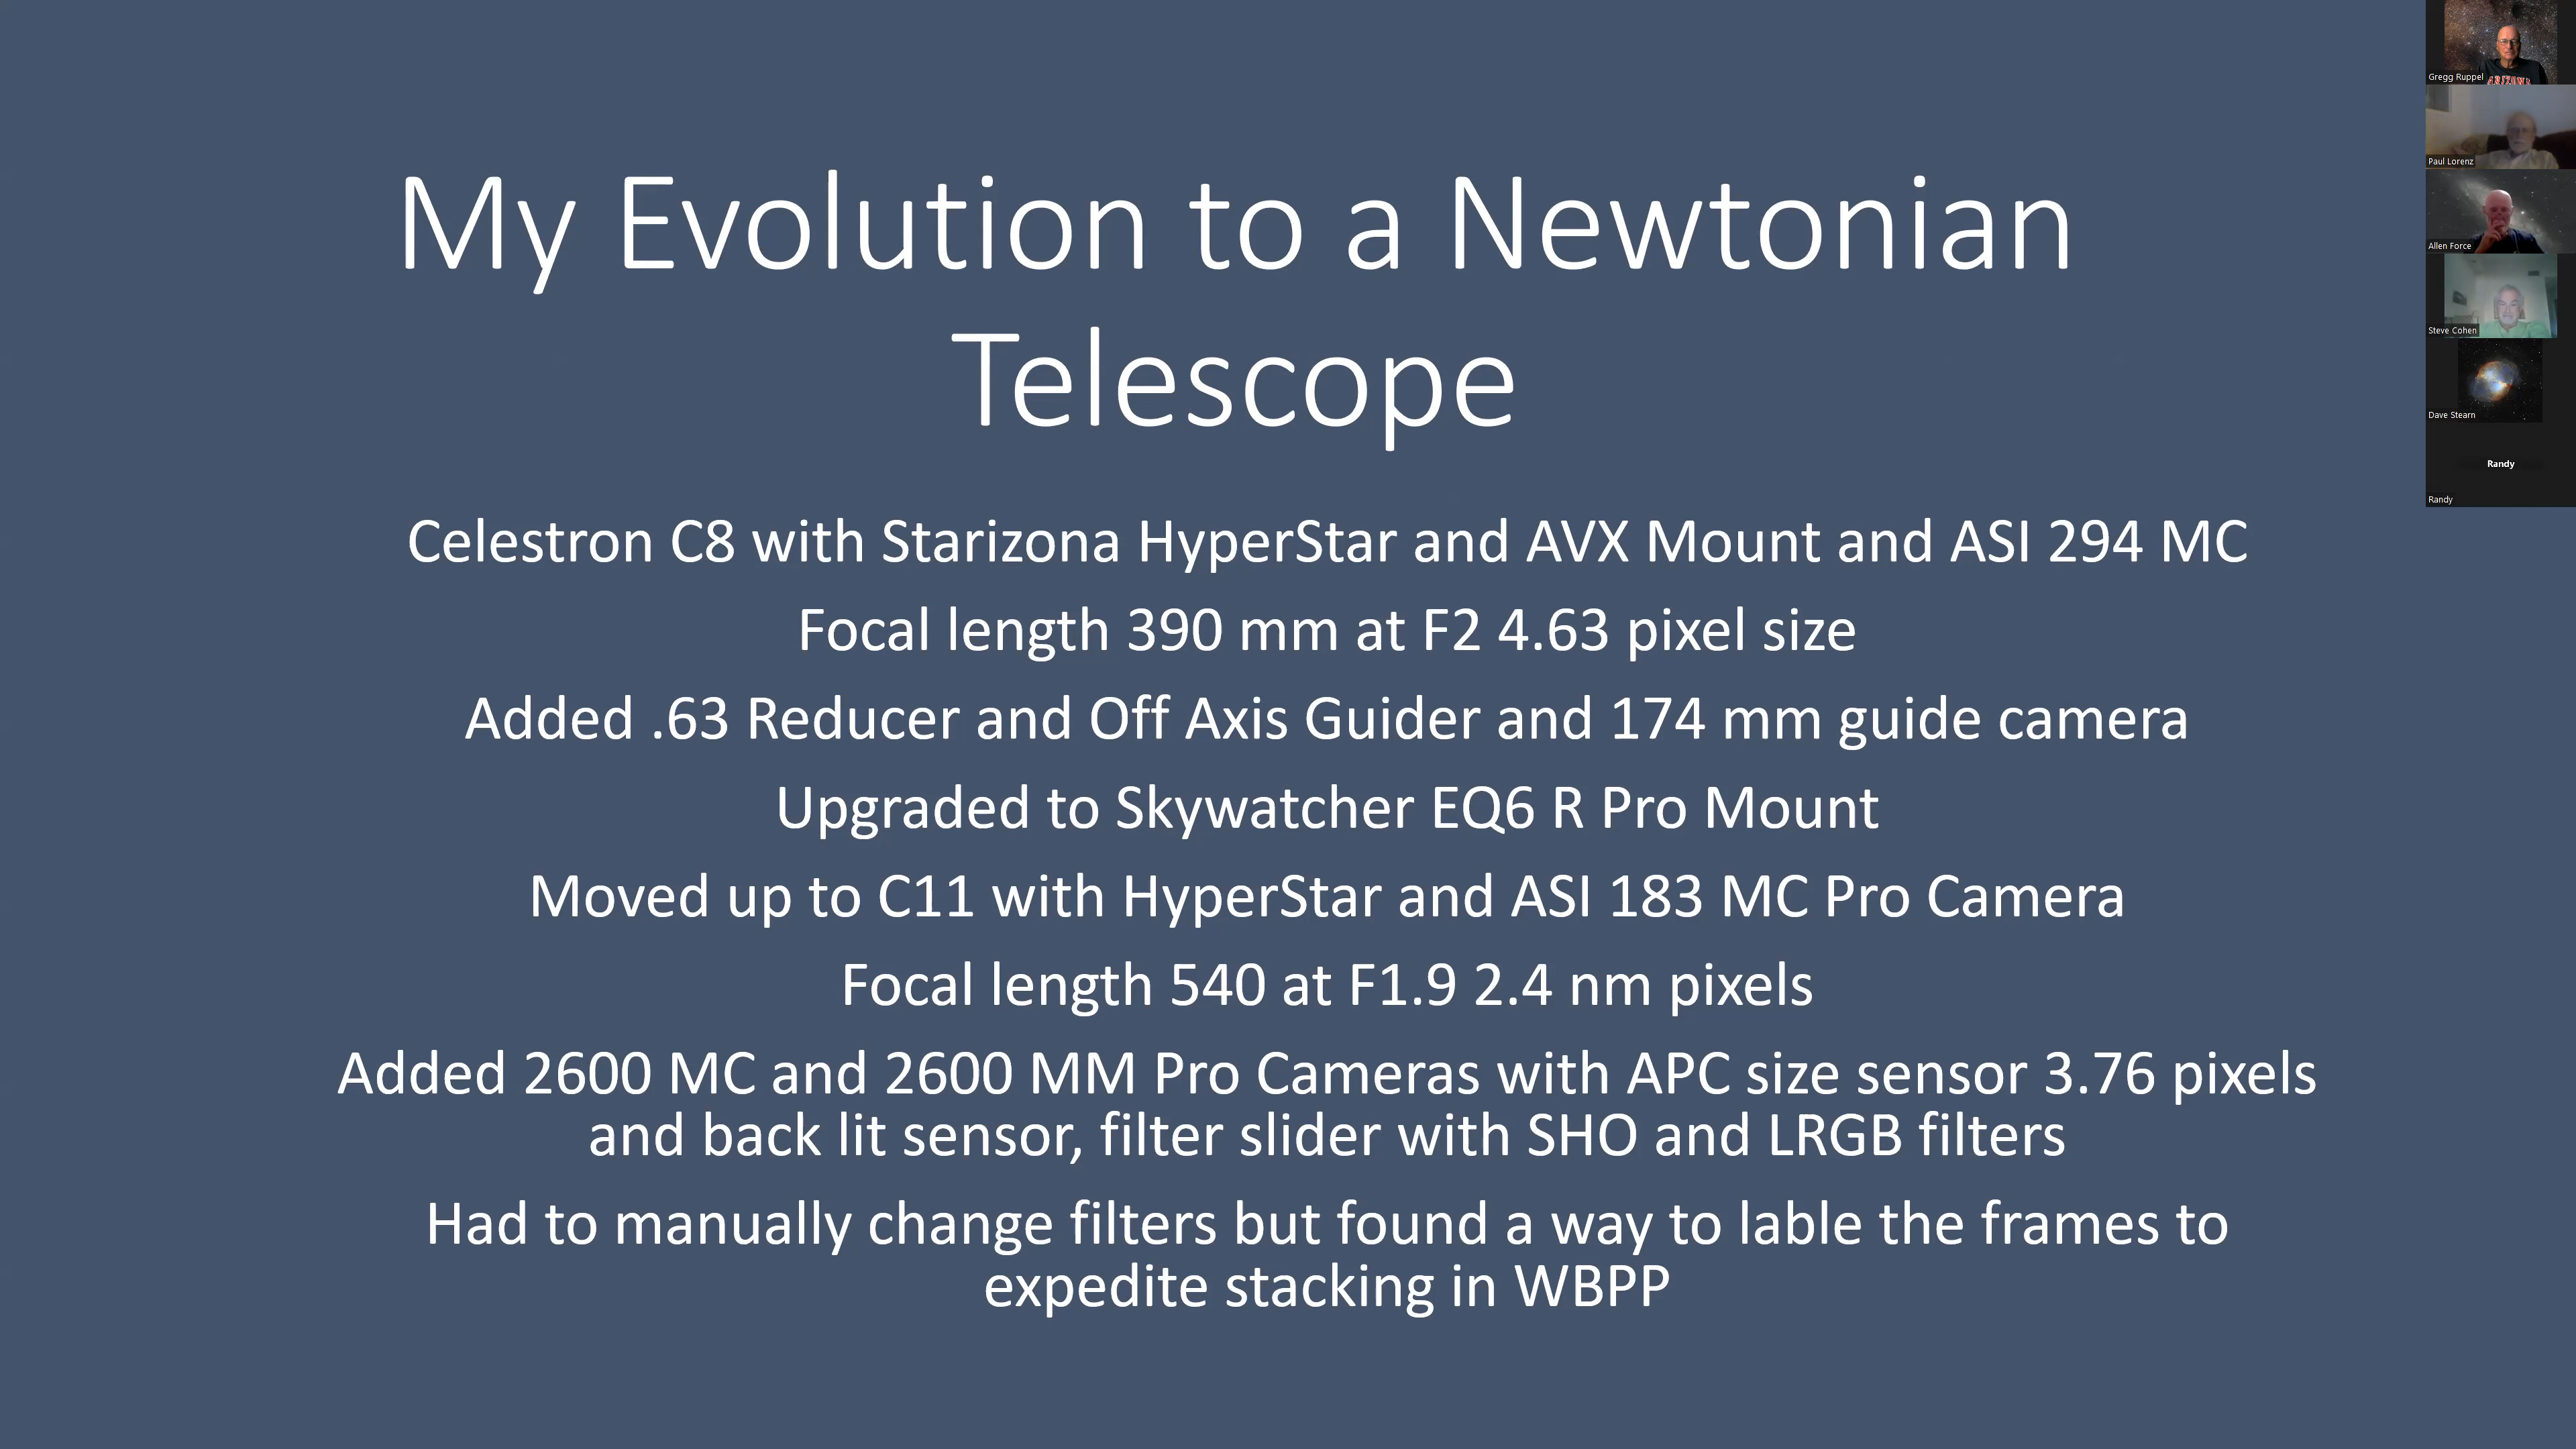 My Evolution to a Newtonian
Telescope
Celestron C8 with Starizona HyperStar and AVX Mount and ASI 294 MC
Focal length 390 mm at F2 4.63 pixel size
Added .63 Reducer and Off Axis Guider and 174 mm guide camera
Upgraded to Skywatcher EQ6 R Pro Mount
Moved up to C11 with HyperStar and ASI 183 MC Pro Camera
Focal length 540 at F1.9 2.4 nm pixels
Added 2600 MC and 2600 MM Pro Cameras with APC size sensor 3.76 pixels
and back lit sensor, filter slider with SHO and LRGB filters
Had to manually change filters but found a way to lable the frames to
expedite stacking in WBPP
Gregg Ruppel
ARIZONA
Paul Lorenz
Allen Force
Steve Cohen
Dave Stearn
Randy
Randy